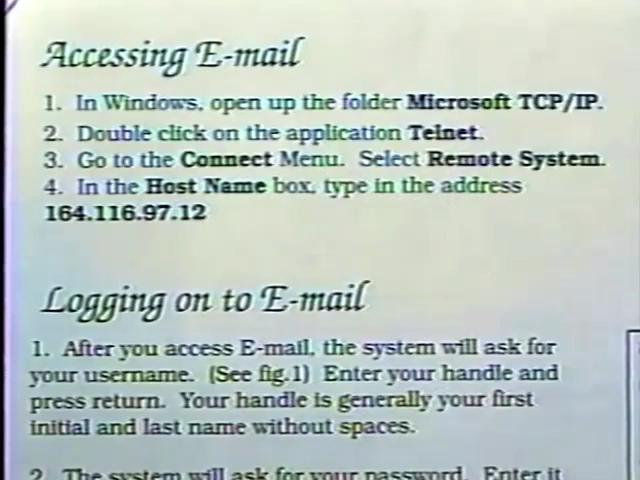 Accessing E-mail
1. In Windows, open up the folder Microsoft TCP/IP.
2. Double click on the application Telnet.
3. Go to the Connect Menu. Select Remote System.
4. In the Host Name box, type in the address
164.116.97.12
Logging on to E-mail
1. After you access E-mail, the system will ask for
your username. (See fig.1) Enter your handle and
press return. Your handle is generally your first
initial and last name without spaces.
2. The system will ask for your password. Enter it